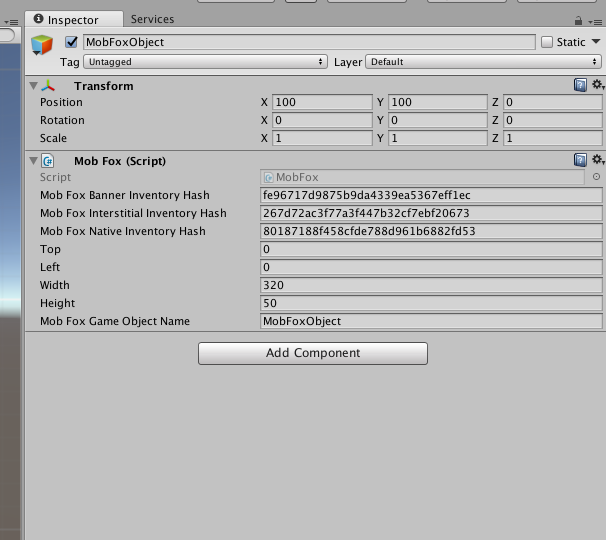 Inspector Services
MobFoxObject Static
Tag Untagged Layer Default
Transform
Position X 100 Y 100 Z 0
Rotation X 0 Y 0 Z 0
Scale X 1 Y 1 Z 1
Mob Fox (Script)
Script MobFox
Mob Fox Banner Inventory Hash fe96717d9875b9da4339ea5367eff1ec
Mob Fox Interstitial Inventory Hash 267d72ac3f77a3f447b32cf7ebf20673
Mob Fox Native Inventory Hash 80187188f458cfde788d961b6882fd53
Top 0
Left 0
Width 320
Height 50
Mob Fox Game Object Name MobFoxObject
Add Component